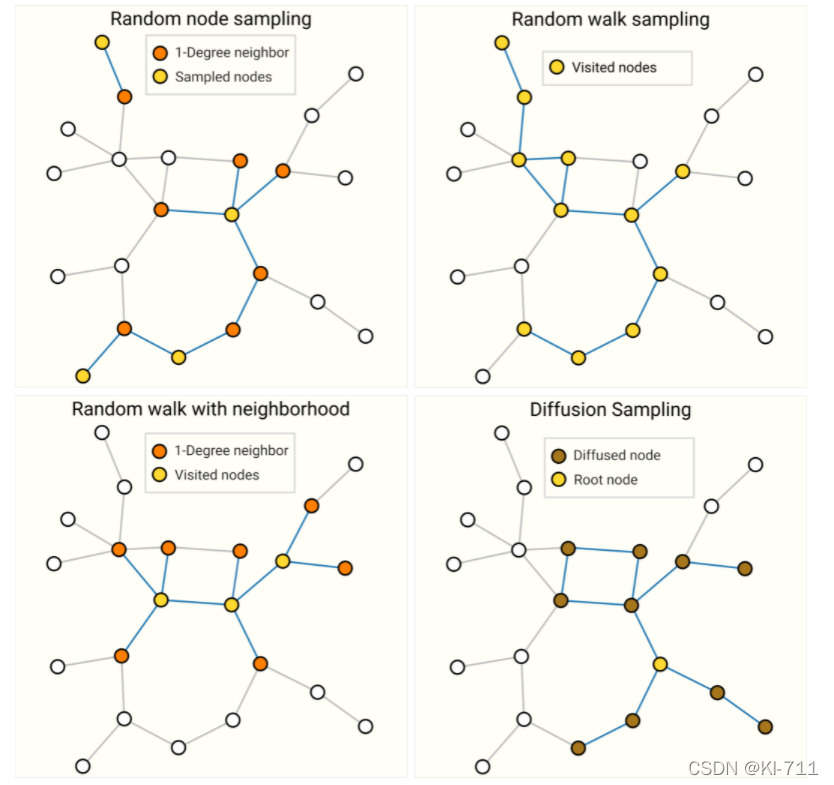 Random node sampling
1-Degree neighbor
Sampled nodes
Random walk sampling
Visited nodes
Random walk with neighborhood
1-Degree neighbor
Visited nodes
Diffusion Sampling
Diffused node
Root node
CSDN @KI-711